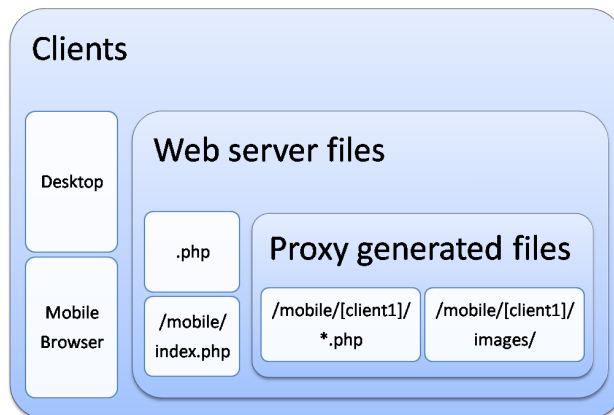 Clients
Desktop
Mobile
Browser
Web server files
.php
/mobile/
index.php
Proxy generated files
/mobile/[client1]/
*.php
/mobile/[client1]/
images/